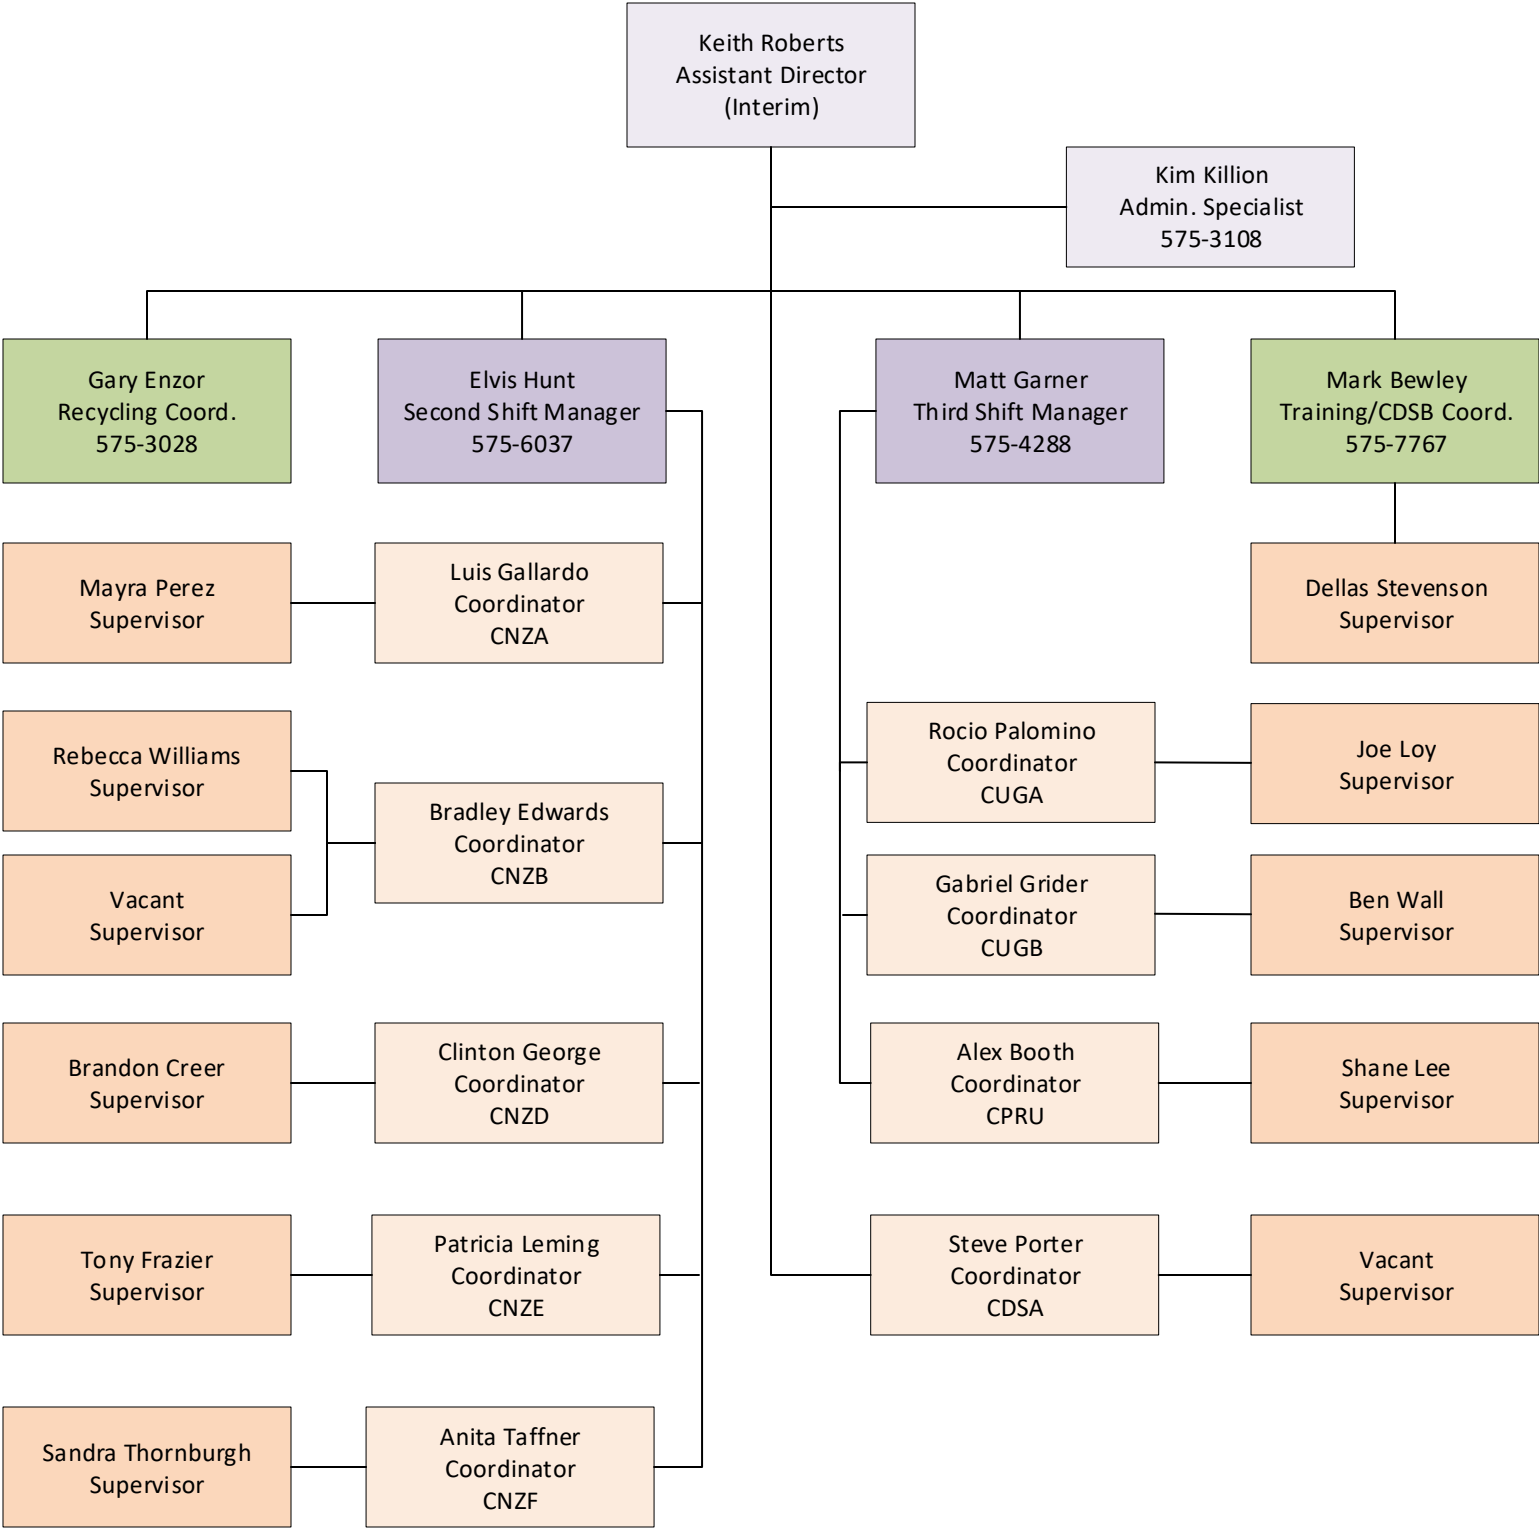 Keith Roberts
Assistant Director
(Interim)
Kim Killion
Admin. Specialist
575-3108
Gary Enzor
Recycling Coord.
575-3028
Elvis Hunt
Second Shift Manager
575-6037
Matt Garner
Third Shift Manager
575-4288
Mark Bewley
Training/CDSB Coord.
575-7767
Mayra Perez
Supervisor
Luis Gallardo
Coordinator
CNZA
Dellas Stevenson
Supervisor
Rebecca Williams
Supervisor
Vacant
Supervisor
Bradley Edwards
Coordinator
CNZB
Rocio Palomino
Coordinator
CUGA
Joe Loy
Supervisor
Gabriel Grider
Coordinator
CUGB
Ben Wall
Supervisor
Brandon Creer
Supervisor
Clinton George
Coordinator
CNZD
Alex Booth
Coordinator
CPRU
Shane Lee
Supervisor
Tony Frazier
Supervisor
Patricia Leming
Coordinator
CNZE
Steve Porter
Coordinator
CDSA
Vacant
Supervisor
Sandra Thornburgh
Supervisor
Anita Taffner
Coordinator
CNZF